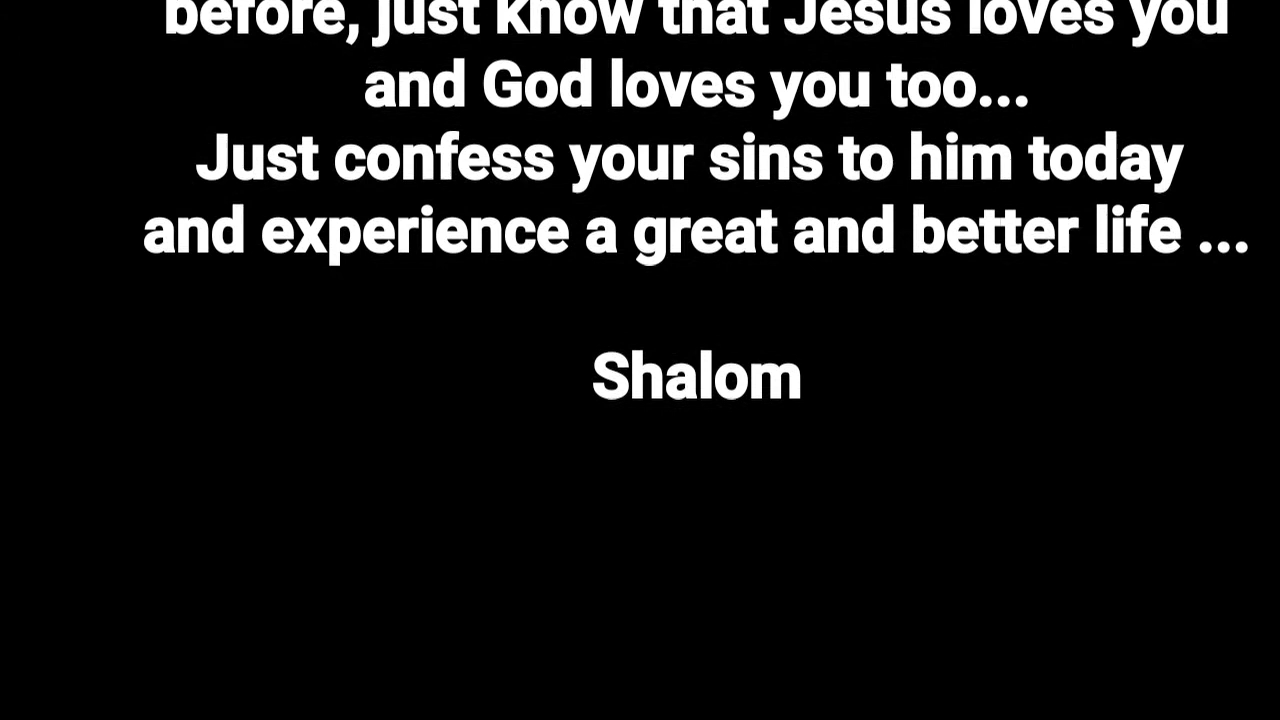 before, just know that Jesus loves you
and God loves you too...
Just confess your sins to him today
and experience a great and better life ...
Shalom